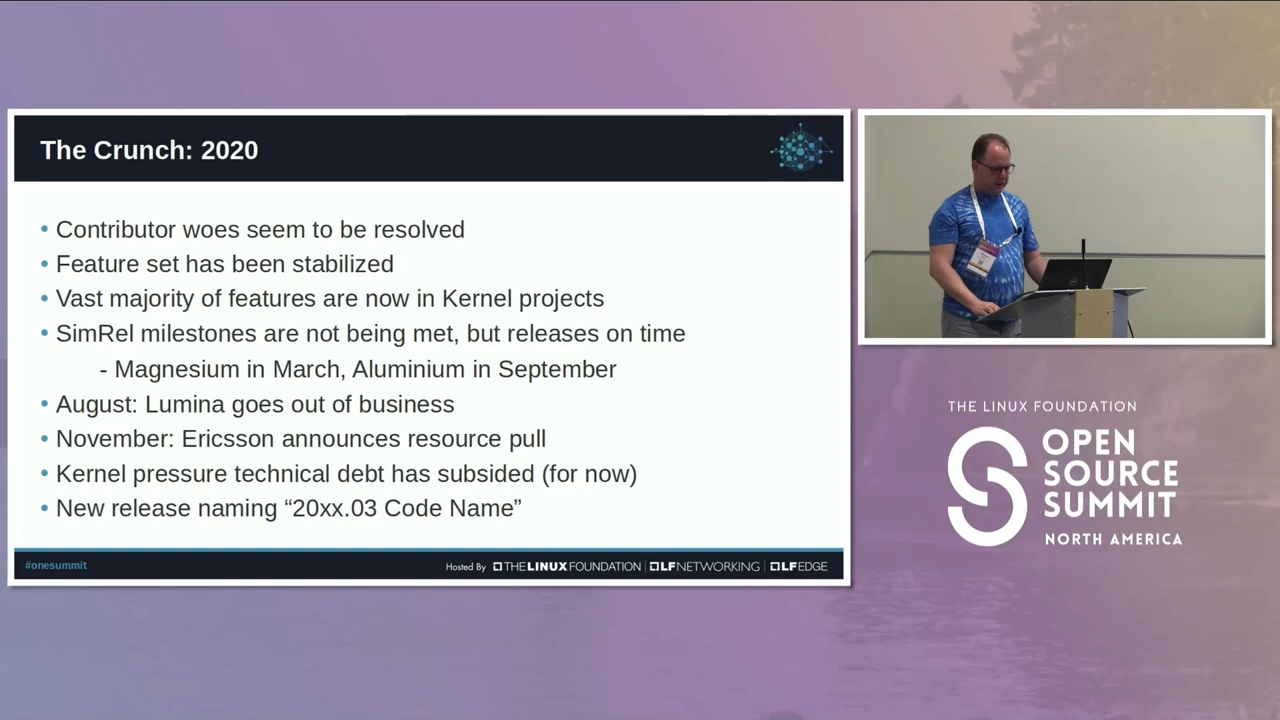 The Crunch: 2020
• Contributor woes seem to be resolved
• Feature set has been stabilized
• Vast majority of features are now in Kernel projects
• SimRel milestones are not being met, but releases on time
- Magnesium in March, Aluminium in September
• August: Lumina goes out of business
• November: Ericsson announces resource pull
• Kernel pressure technical debt has subsided (for now)
• New release naming “20xx.03 Code Name”
#onesummit
Hosted By THE LINUX FOUNDATION | LF NETWORKING | LF EDGE
THE LINUX FOUNDATION
OPEN
SOURCE
SUMMIT
NORTH AMERICA